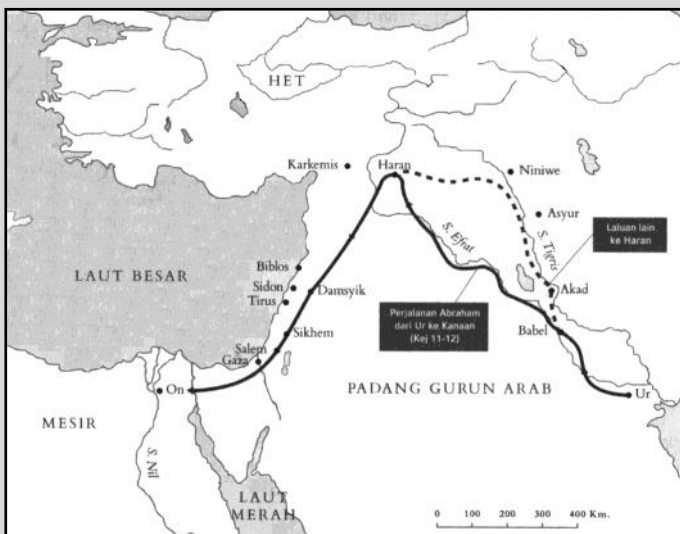 HET
Karkemis
Haran
Niniwe
Asyur
Laluan lain
ke Haran
S. Efrat
S. Tigris
LAUT BESAR
Biblos
Sidon
Tirus
Damsyik
Akad
Perjalanan Abraham
dari Ur ke Kanaan
(Kej 11-12)
Babel
Sikhem
Salem
Gaza
On
PADANG GURUN ARAB
Ur
MESIR
S. Nil
LAUT
MERAH
0 200 400 Km.